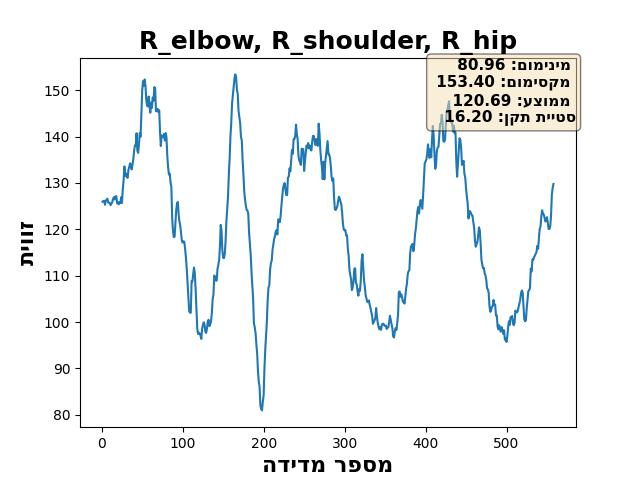 R_elbow, R_shoulder, R_hip
מינימום: 80.96
מקסימום: 153.40
ממוצע: 120.69
סטיית תקן: 16.20
זווית
150
140
130
120
110
100
90
80
0 100 200 300 400 500
מספר מדידה